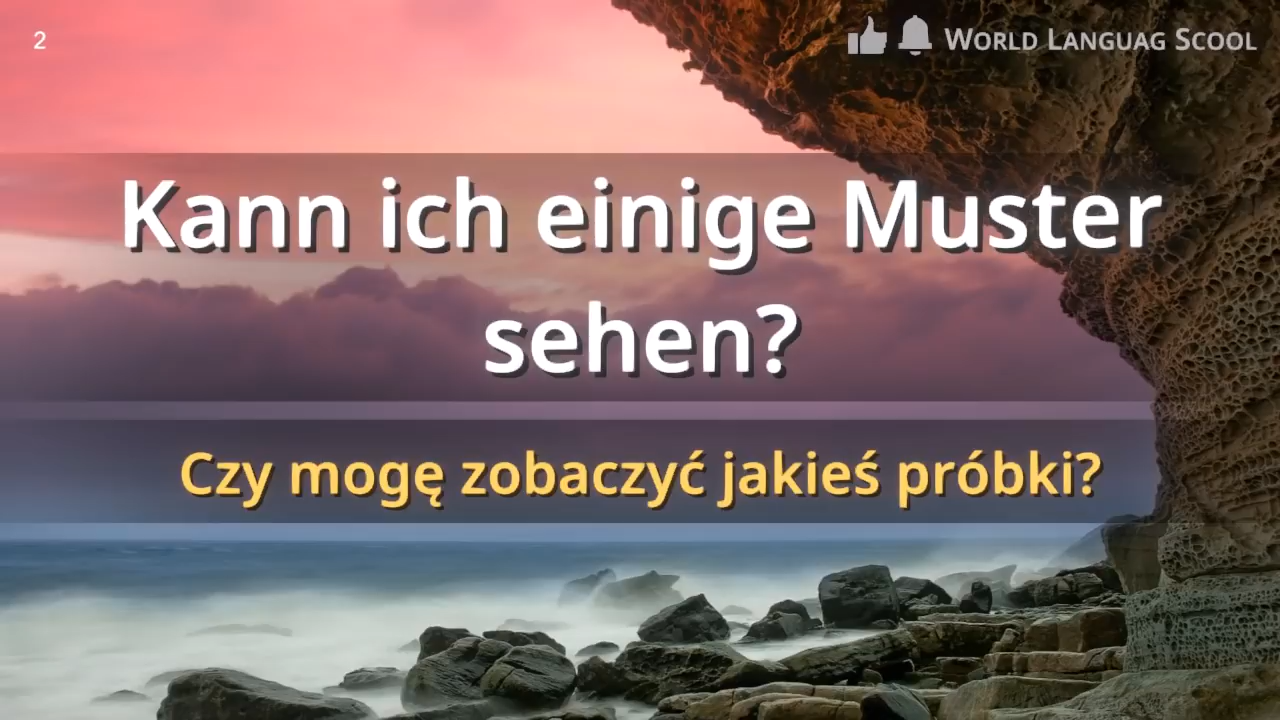 2
World Languag Scool
Kann ich einige Muster
sehen?
Czy mogę zobaczyć jakieś próbki?